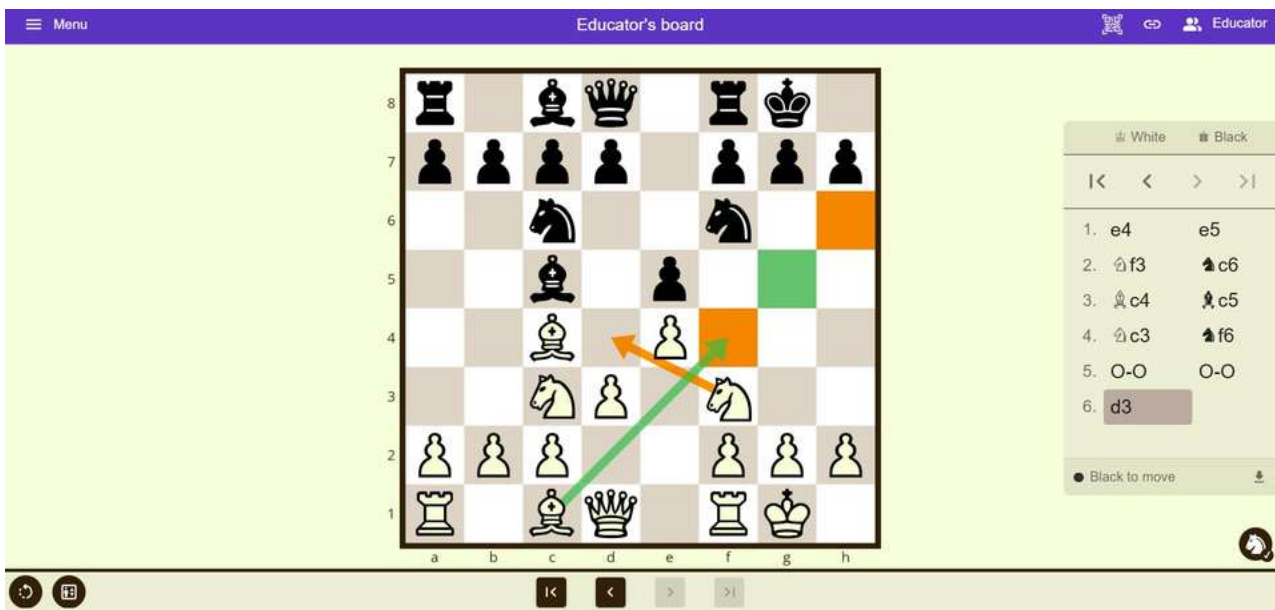 Menu Educator's board Educator
8
7
6
5
4
3
2
1
a b c d e f g h
White Black
1. e4 e5
2. ♘f3 ♞c6
3. ♗c4 ♝c5
4. ♘c3 ♞f6
5. O-O O-O
6. d3
Black to move